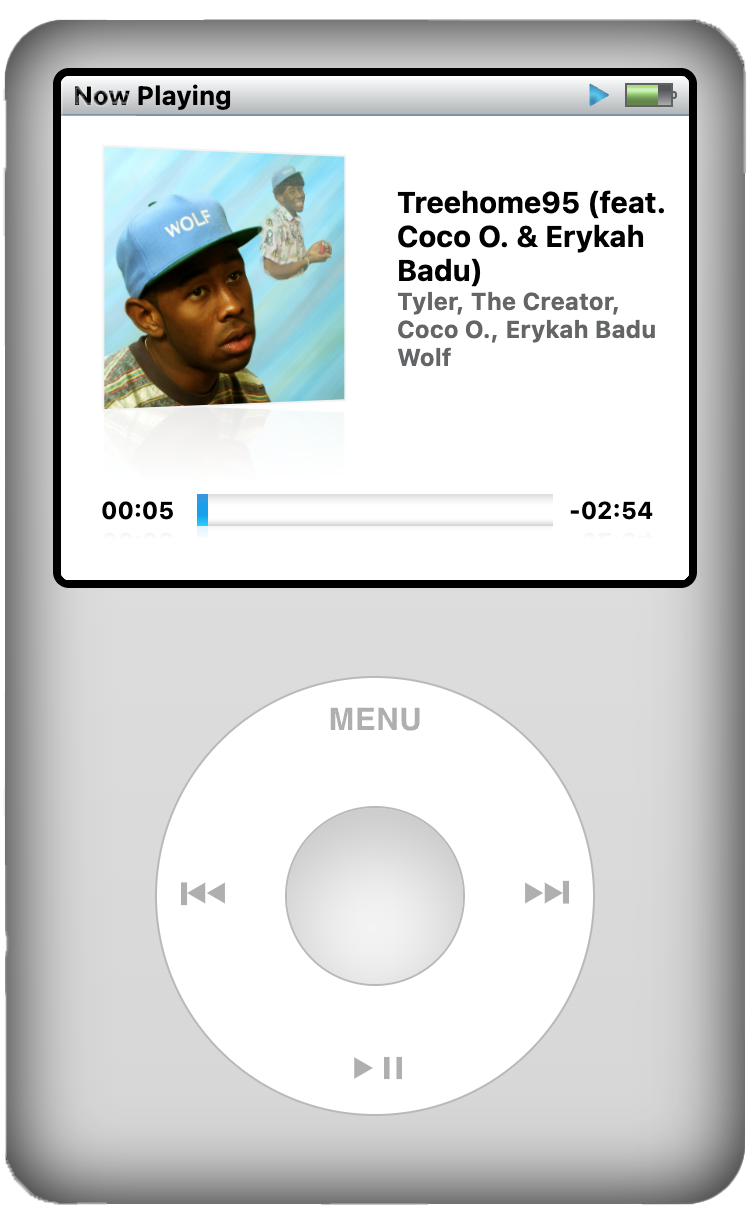 Now Playing
WOLF
Treehome95 (feat.
Coco O. & Erykah
Badu)
Tyler, The Creator,
Coco O., Erykah Badu
Wolf
00:05
-02:54
MENU